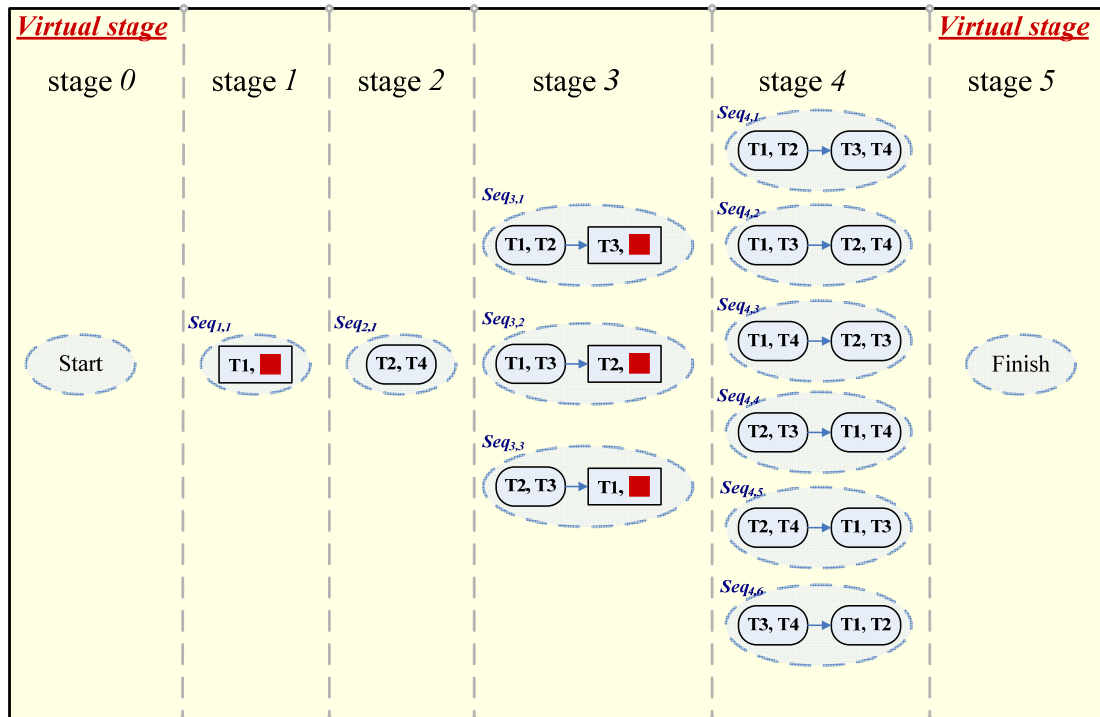 Virtual stage
Virtual stage
stage 0
stage 1
stage 2
stage 3
stage 4
stage 5
Start
Seq1,1
T1,
Seq2,1
T2, T4
Seq3,1
T1, T2
T3,
Seq3,2
T1, T3
T2,
Seq3,3
T2, T3
T1,
Seq4,1
T1, T2
T3, T4
Seq4,2
T1, T3
T2, T4
Seq4,3
T1, T4
T2, T3
Seq4,4
T2, T3
T1, T4
Seq4,5
T2, T4
T1, T3
Seq4,6
T3, T4
T1, T2
Finish